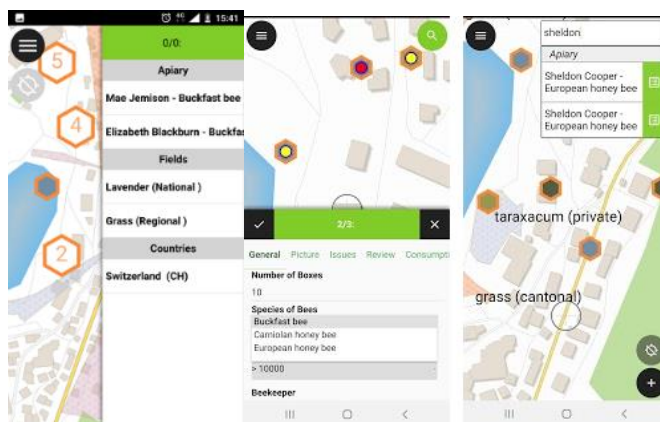 15:41
5
4
2
0/0:
Apiary
Mae Jemison - Buckfast bee
Elizabeth Blackburn - Buckfas
Fields
Lavender (National )
Grass (Regional )
Countries
Switzerland (CH)
2/3:
General Picture Issues Review Consumpti
Number of Boxes
10
Species of Bees
Buckfast bee
Carniolan honey bee
European honey bee
> 10000
Beekeeper
sheldon
Apiary
Sheldon Cooper -
European honey bee
Sheldon Cooper -
European honey bee
taraxacum (private)
grass (cantonal)